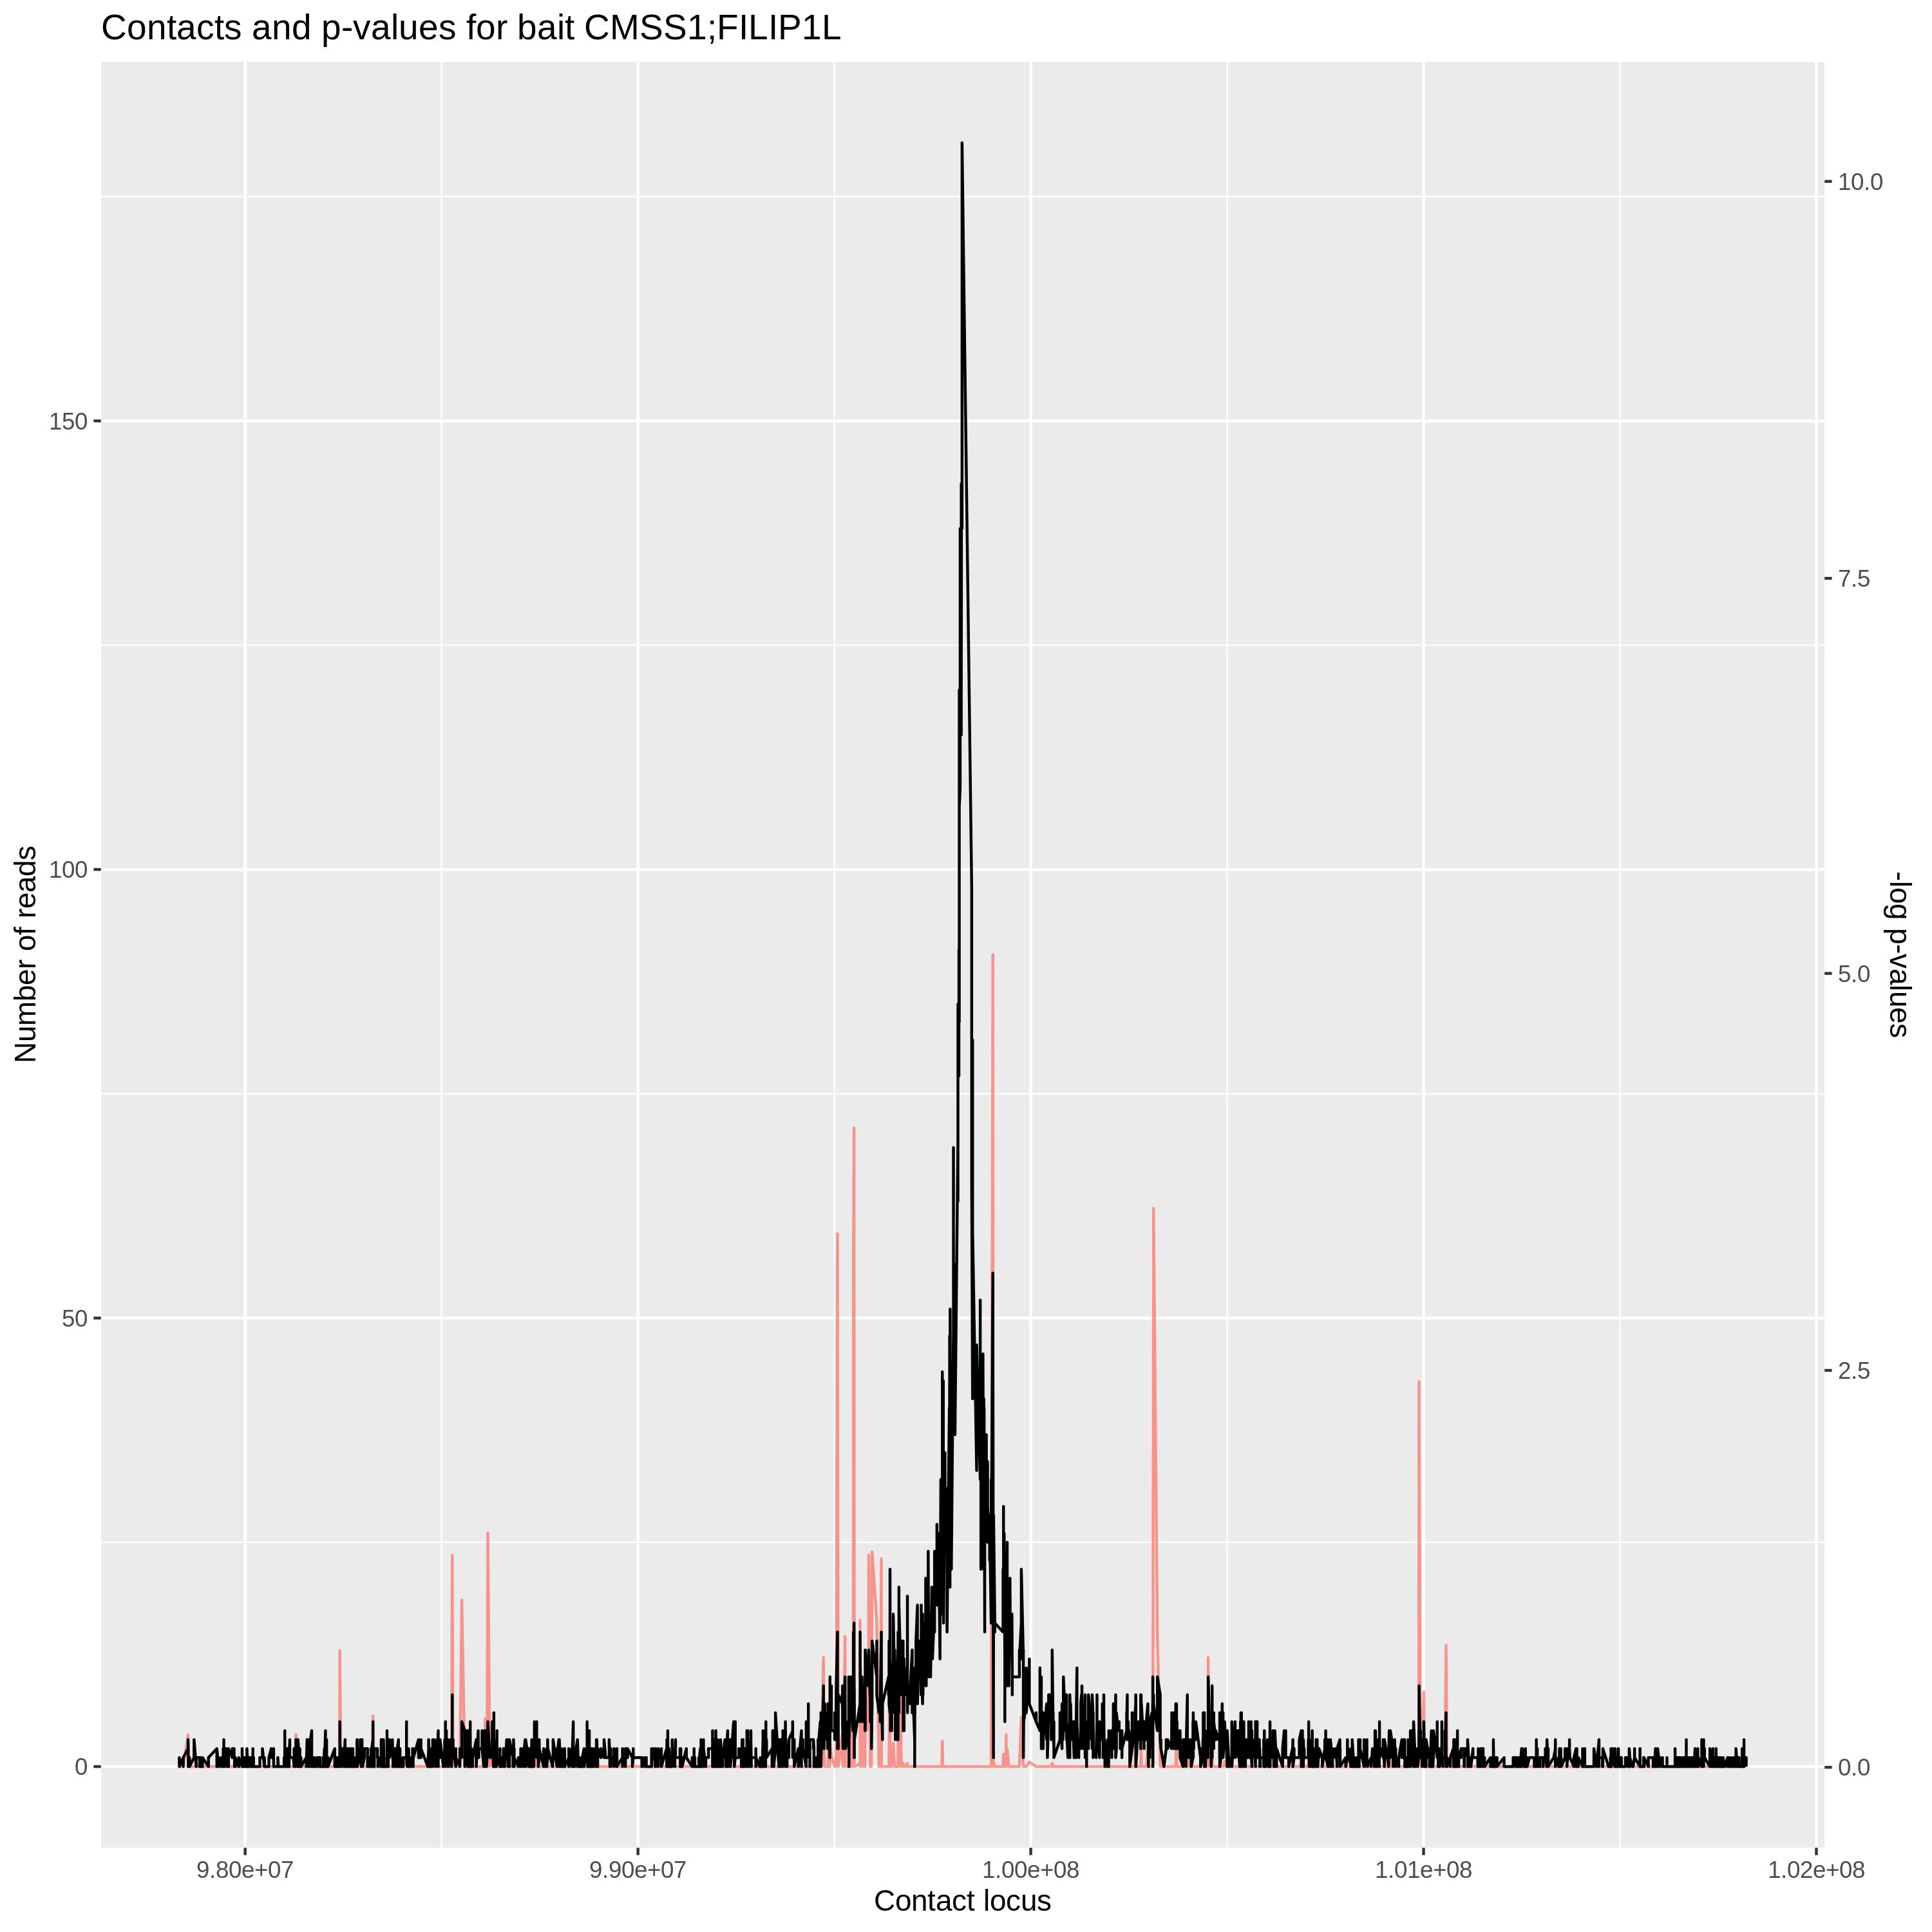 Contacts and p-values for bait CMSS1;FILIP1L
Number of reads
150
100
50
0
10.0
7.5
5.0
2.5
0.0
-log p-values
9.80e+07
9.90e+07
1.00e+08
1.01e+08
1.02e+08
Contact locus